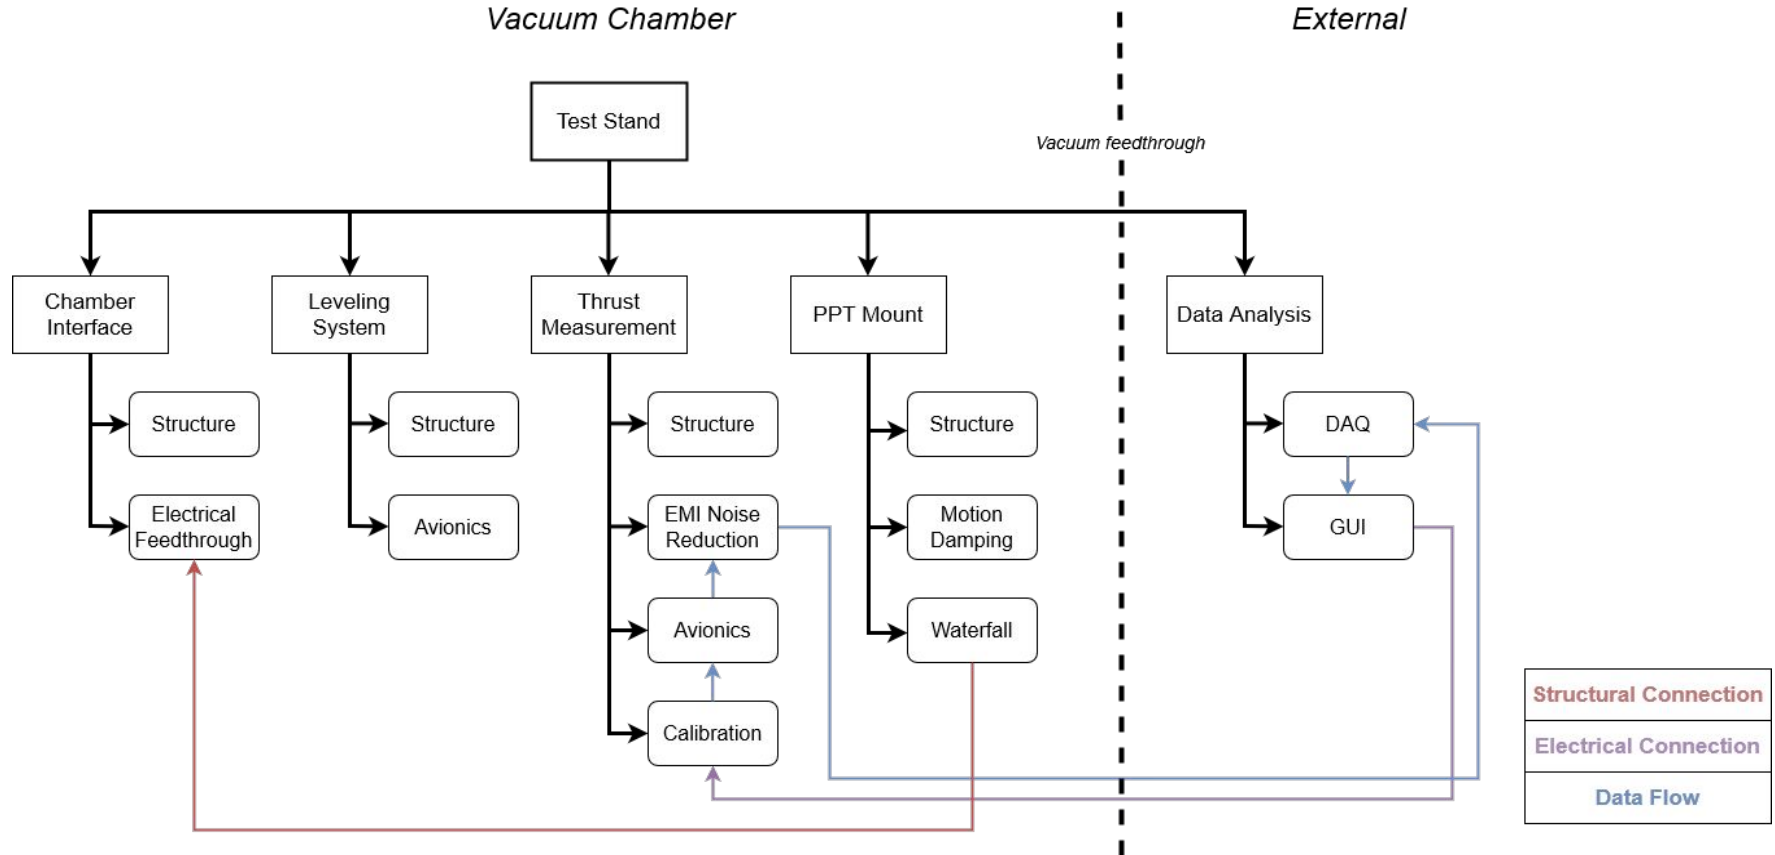 Vacuum Chamber
External
Test Stand
Vacuum feedthrough
Chamber
Interface
Leveling
System
Thrust
Measurement
PPT Mount
Data Analysis
Structure
Structure
Structure
Structure
DAQ
Electrical
Feedthrough
Avionics
EMI Noise
Reduction
Motion
Damping
GUI
Avionics
Waterfall
Calibration
Structural Connection
Electrical Connection
Data Flow